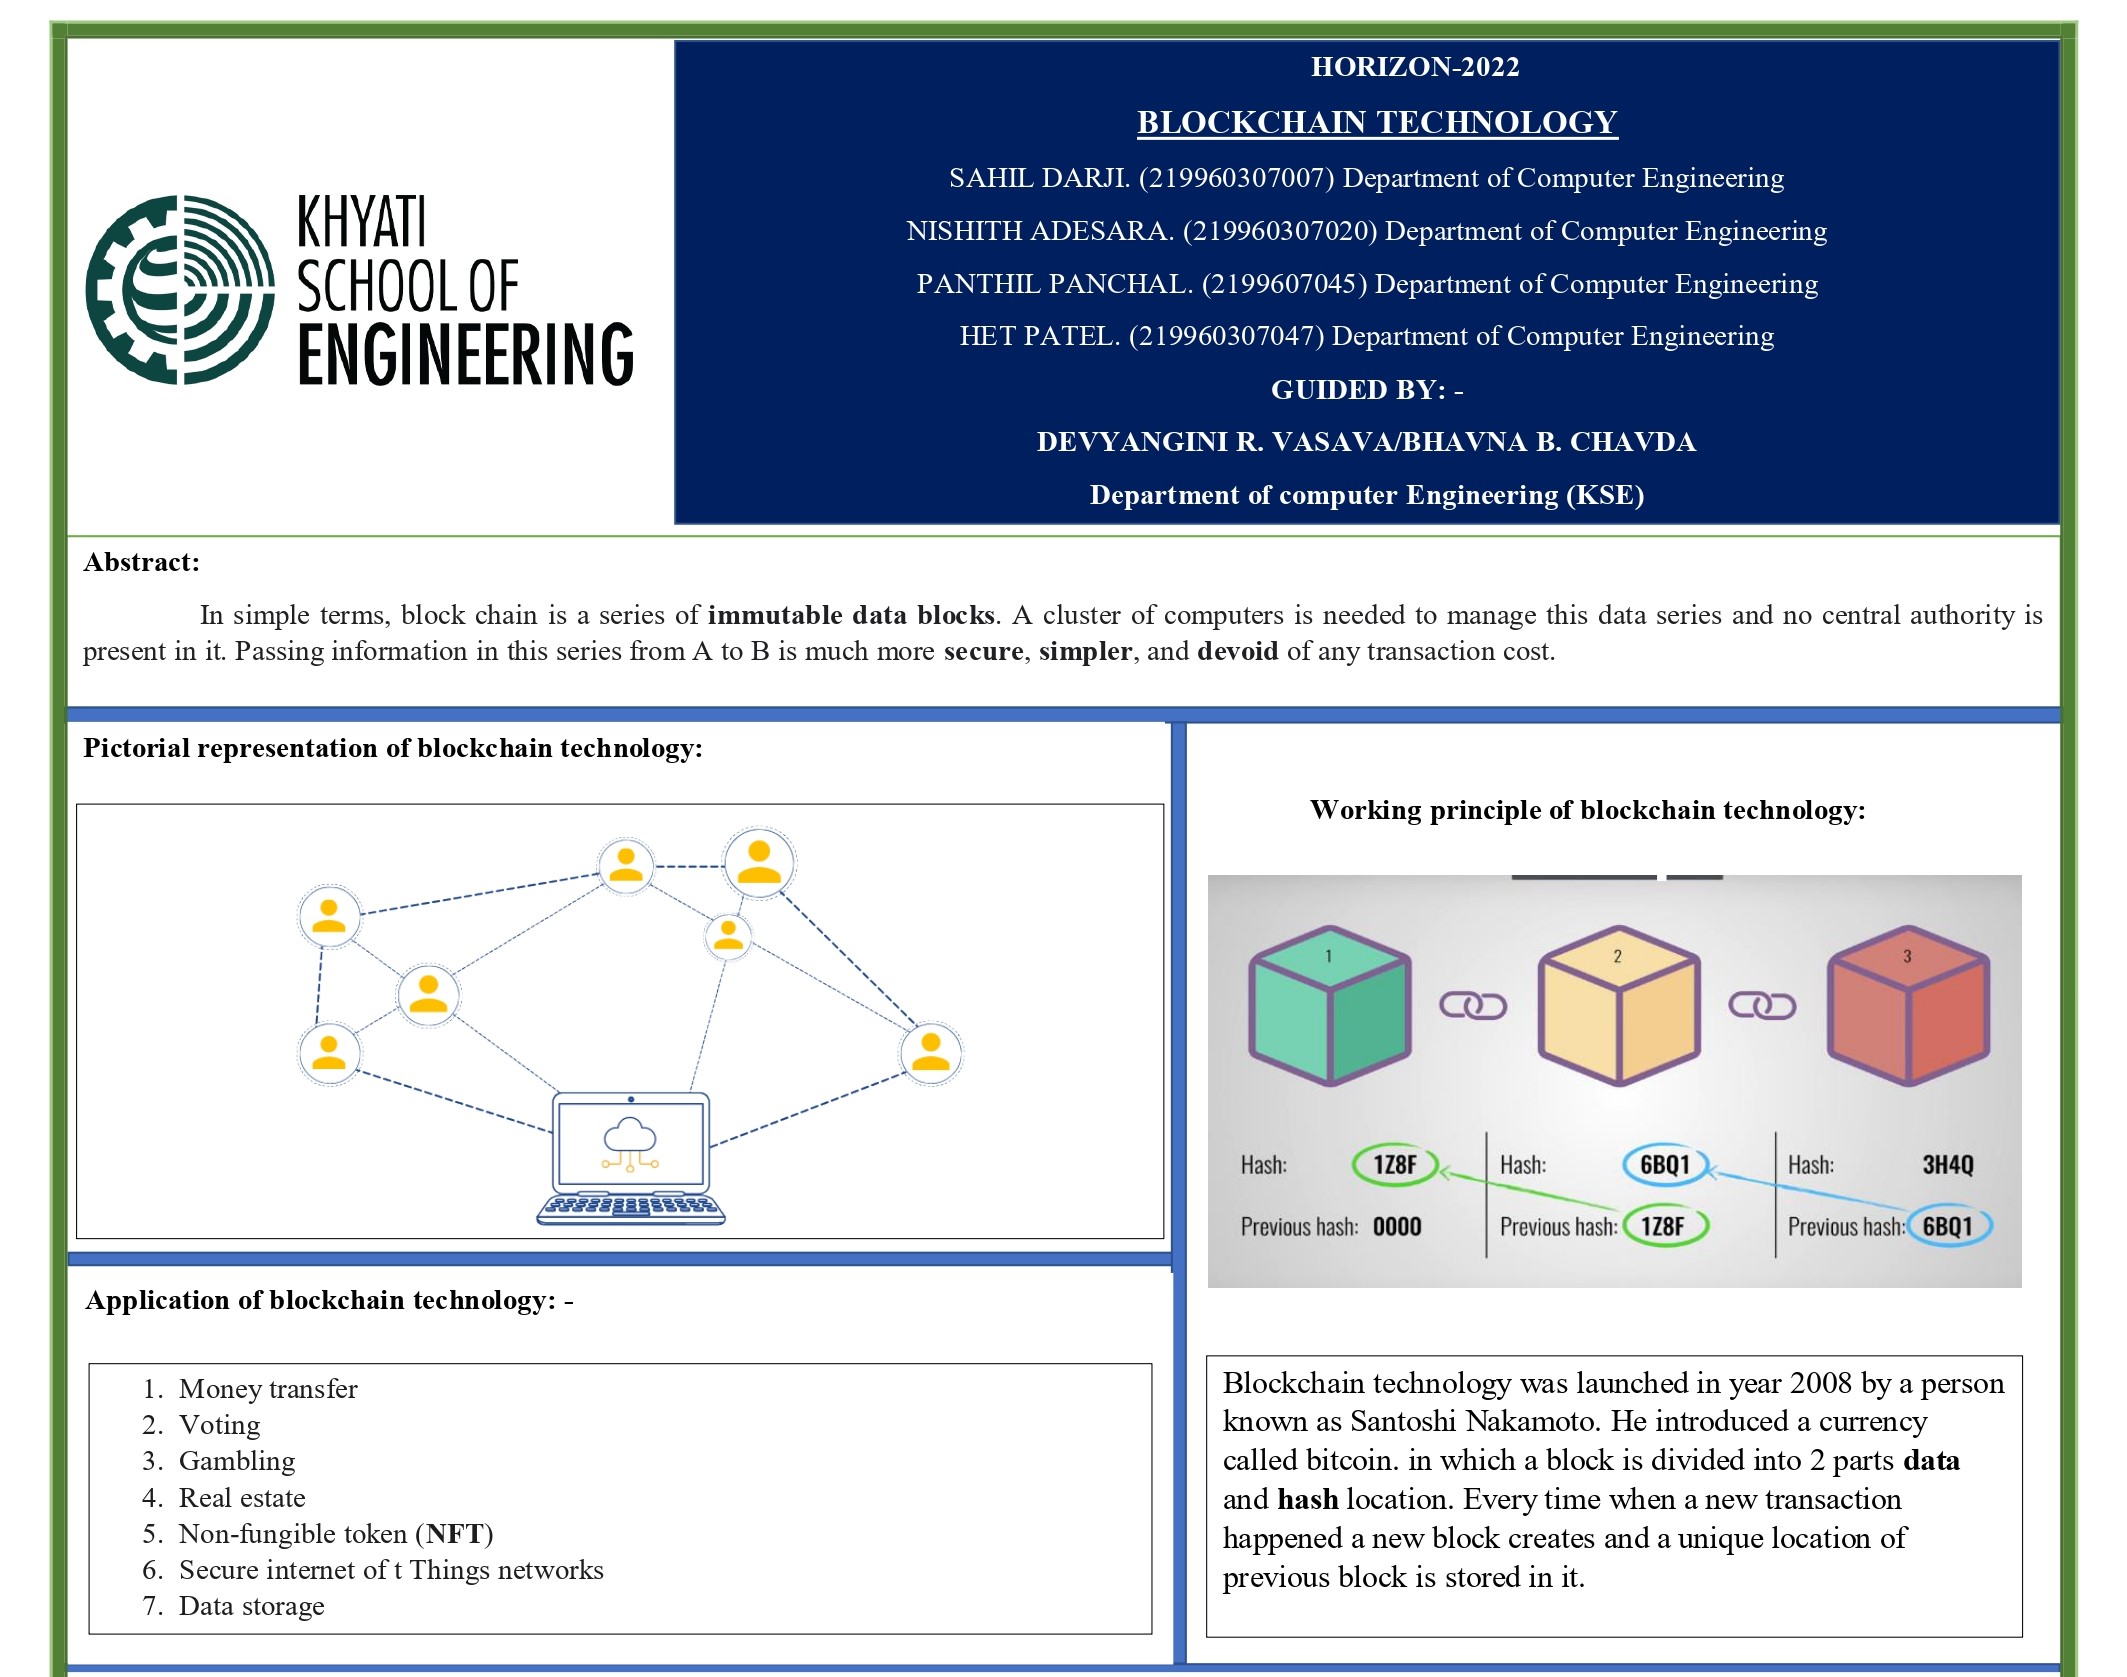 KHYATI
SCHOOL OF
ENGINEERING
HORIZON-2022
BLOCKCHAIN TECHNOLOGY
SAHIL DARJI. (219960307007) Department of Computer Engineering
NISHITH ADESARA. (219960307020) Department of Computer Engineering
PANTHIL PANCHAL. (2199607045) Department of Computer Engineering
HET PATEL. (219960307047) Department of Computer Engineering
GUIDED BY: -
DEVYANGINI R. VASAVA/BHAVNA B. CHAVDA
Department of computer Engineering (KSE)
Abstract:
In simple terms, block chain is a series of immutable data blocks. A cluster of computers is needed to manage this data series and no central authority is
present in it. Passing information in this series from A to B is much more secure, simpler, and devoid of any transaction cost.
Pictorial representation of blockchain technology:
Application of blockchain technology: -
1. Money transfer
2. Voting
3. Gambling
4. Real estate
5. Non-fungible token (NFT)
6. Secure internet of t Things networks
7. Data storage
Working principle of blockchain technology:
1 2 3
Hash: 1Z8F Hash: 6BQ1 Hash: 3H4Q
Previous hash: 0000 Previous hash: 1Z8F Previous hash: 6BQ1
Blockchain technology was launched in year 2008 by a person
known as Santoshi Nakamoto. He introduced a currency
called bitcoin. in which a block is divided into 2 parts data
and hash location. Every time when a new transaction
happened a new block creates and a unique location of
previous block is stored in it.